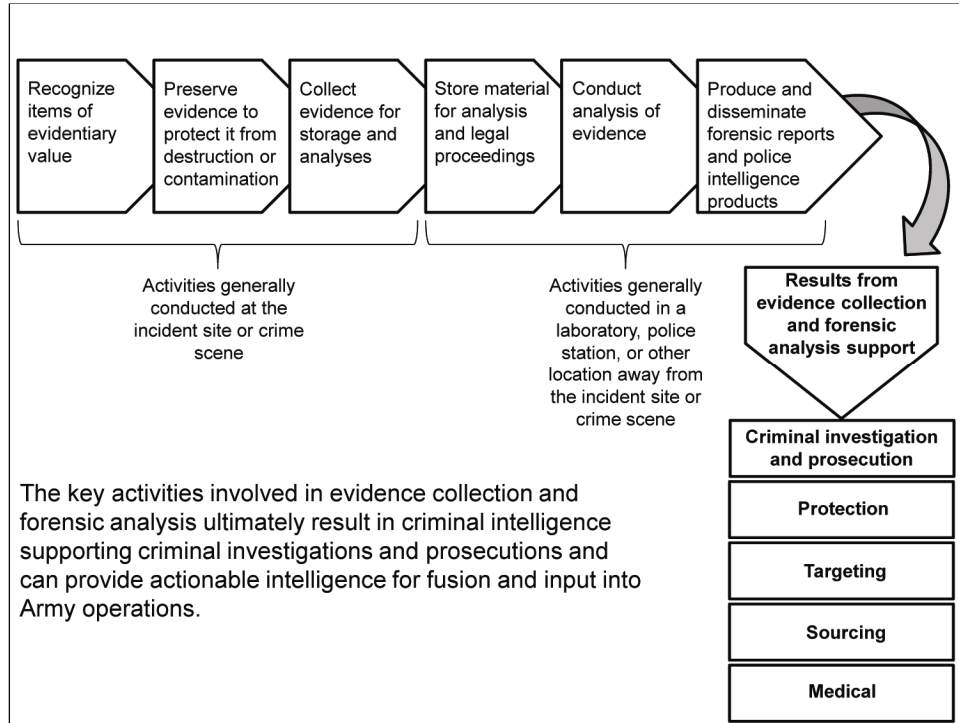 Recognize
items of
evidentiary
value
Preserve
evidence to
protect it from
destruction or
contamination
Collect
evidence for
storage and
analyses
Store material
for analysis
and legal
proceedings
Conduct
analysis of
evidence
Produce and
disseminate
forensic reports
and police
intelligence
products
Activities generally
conducted at the
incident site or crime
scene
Activities generally
conducted in a
laboratory, police
station, or other
location away from
the incident site or
crime scene
Results from
evidence collection
and forensic
analysis support
Criminal investigation
and prosecution
Protection
Targeting
Sourcing
Medical
The key activities involved in evidence collection and
forensic analysis ultimately result in criminal intelligence
supporting criminal investigations and prosecutions and
can provide actionable intelligence for fusion and input into
Army operations.